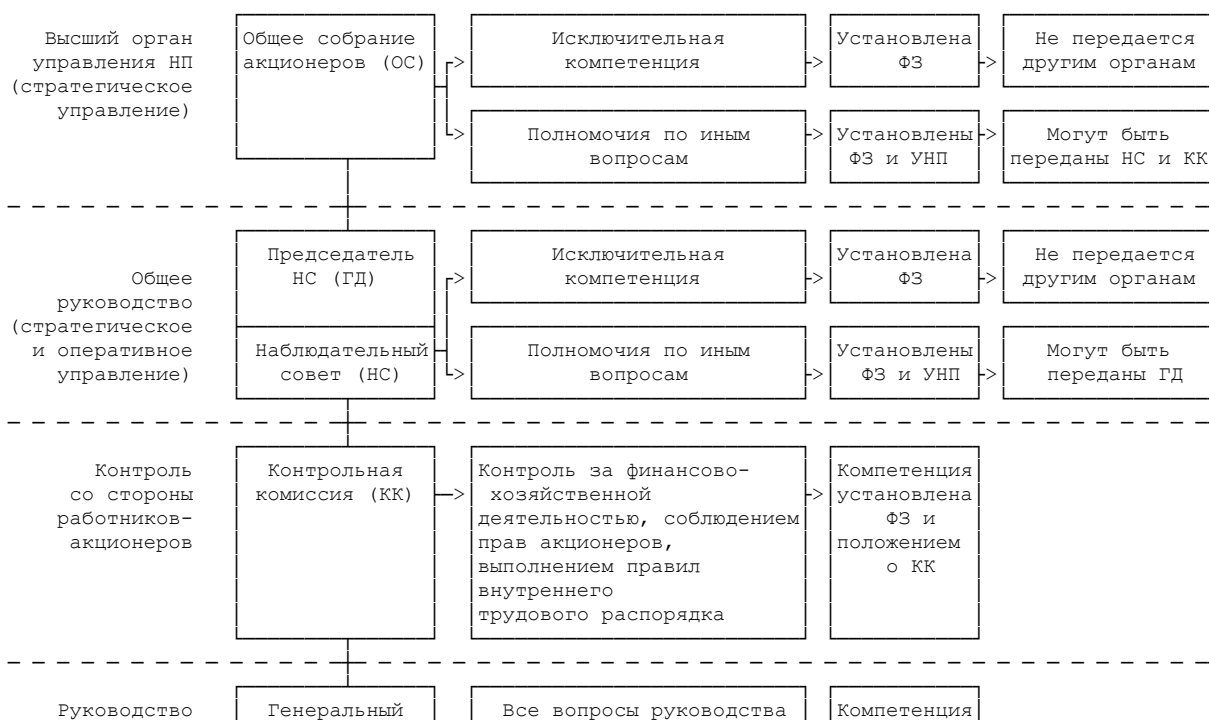 Высший орган
управления НП
(стратегическое
управление)
Общее собрание
акционеров (ОС)
Исключительная
компетенция
Установлена
ФЗ
Не передается
другим органам
Полномочия по иным
вопросам
Установлены
ФЗ и УНП
Могут быть
переданы НС и КК
Общее
руководство
(стратегическое
и оперативное
управление)
Председатель
НС (ГД)
Наблюдательный
совет (НС)
Исключительная
компетенция
Установлена
ФЗ
Не передается
другим органам
Полномочия по иным
вопросам
Установлены
ФЗ и УНП
Могут быть
переданы ГД
Контроль
со стороны
работников-
акционеров
Контрольная
комиссия (КК)
Контроль за финансово-
хозяйственной
деятельностью, соблюдением
прав акционеров,
выполнением правил
внутреннего
трудового распорядка
Компетенция
установлена
ФЗ и
положением
о КК
Руководство
Генеральный
Все вопросы руководства
Компетенция